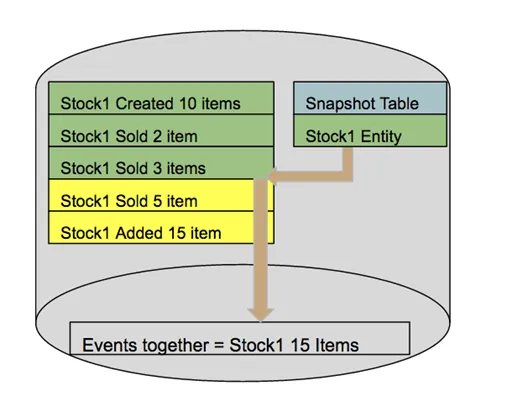 Stock1 Created 10 items
Stock1 Sold 2 item
Stock1 Sold 3 items
Stock1 Sold 5 item
Stock1 Added 15 item
Snapshot Table
Stock1 Entity
Events together = Stock1 15 Items